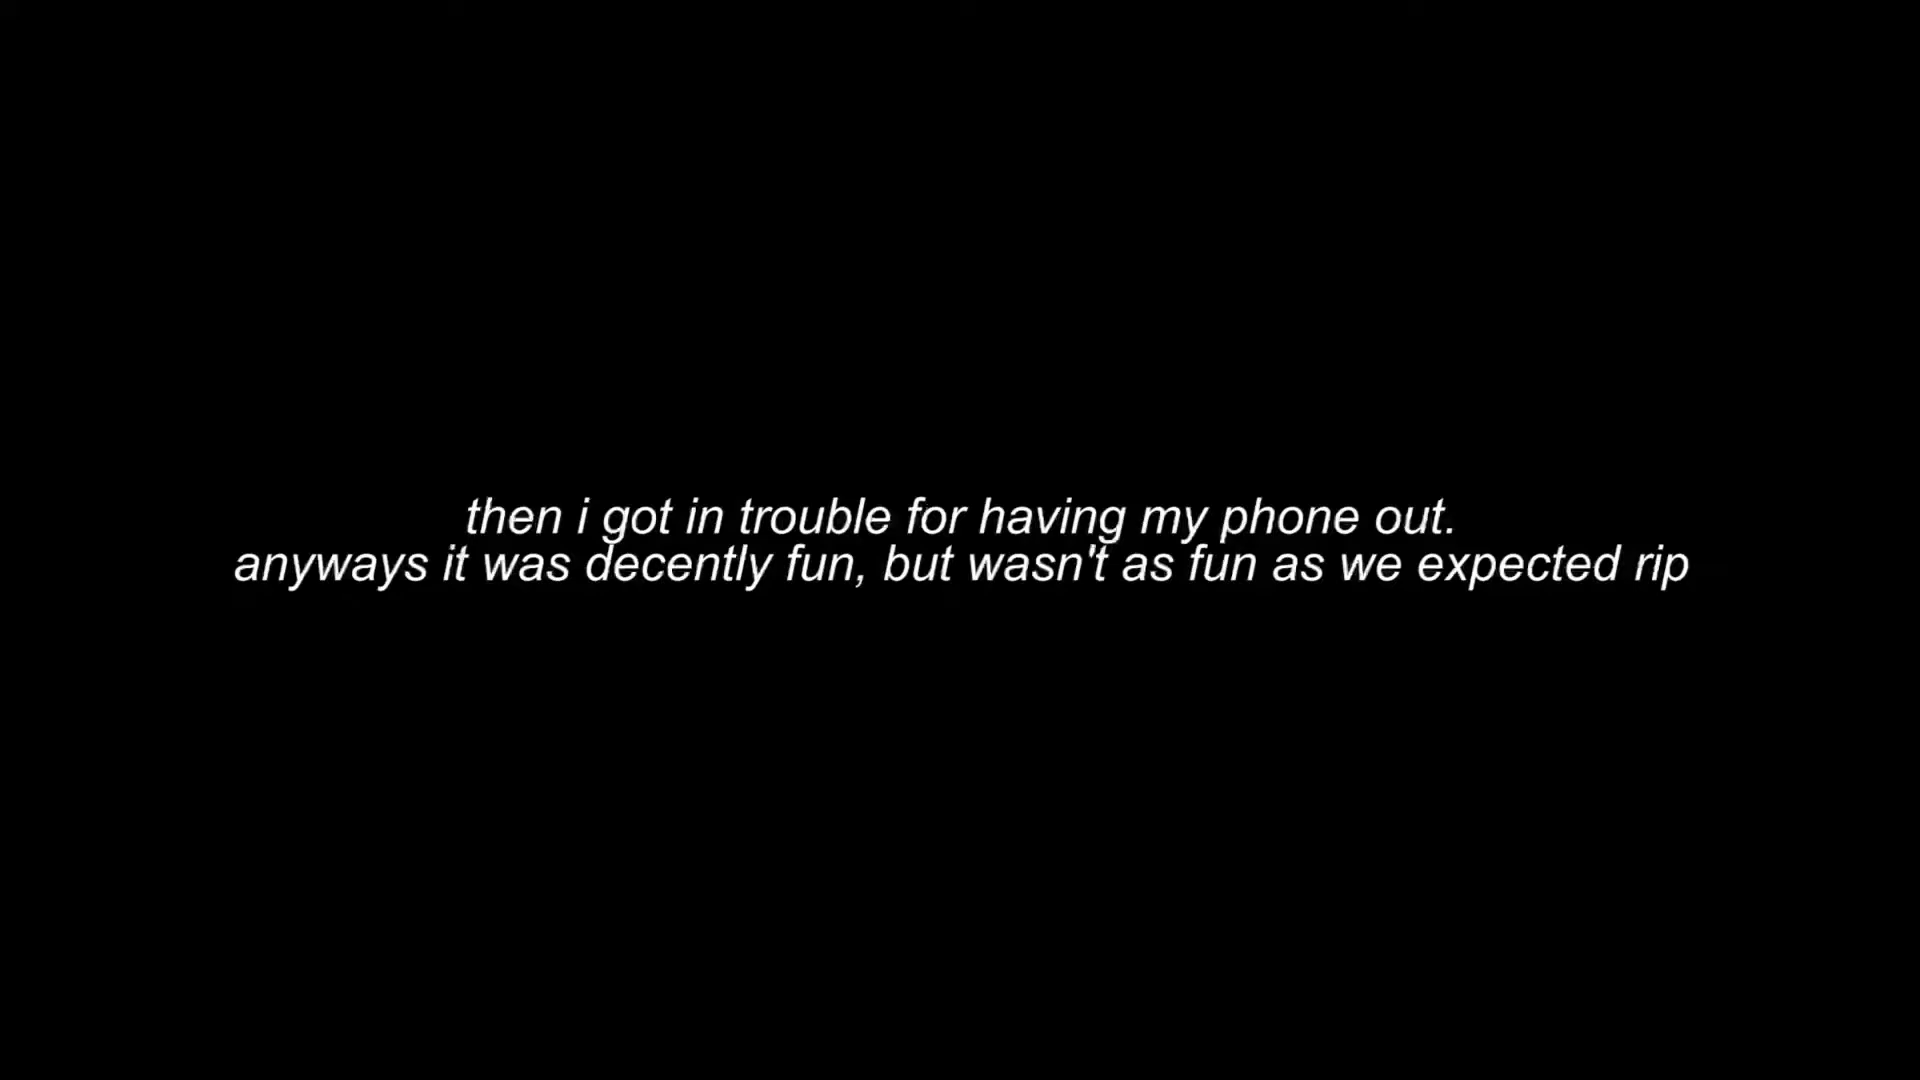 then i got in trouble for having my phone out.
anyways it was decently fun, but wasn't as fun as we expected rip